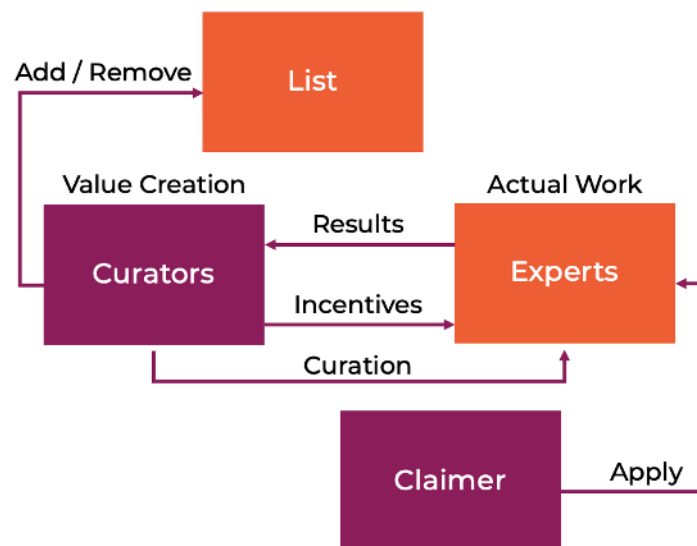 List
Add / Remove
Value Creation
Actual Work
Curators
Results
Experts
Incentives
Curation
Claimer
Apply